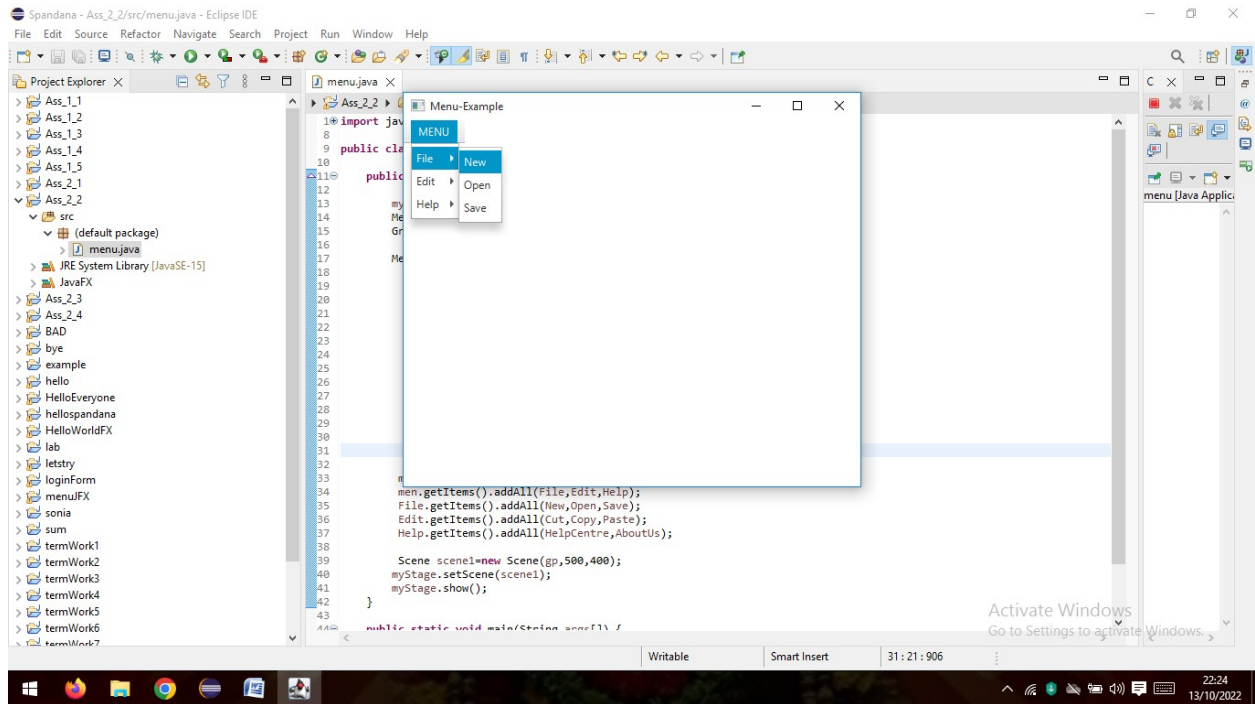 Spandana - Ass_2_2/src/menu.java - Eclipse IDE
File Edit Source Refactor Navigate Search Project Run Window Help
Project Explorer
menu.java
Ass_1_1
Ass_1_2
Ass_1_3
Ass_1_4
Ass_1_5
Ass_2_1
Ass_2_2
src
(default package)
menu.java
JRE System Library [JavaSE-15]
JavaFX
Ass_2_3
Ass_2_4
BAD
bye
example
hello
HelloEveryone
hellospandana
HelloWorldFX
lab
letstry
loginForm
menuJFX
sonia
sum
termWork1
termWork2
termWork3
termWork4
termWork5
termWork6
termWork7
Ass_2_2
1 import jav
8
9 public cla
10
11 public
12
13 my
14 Me
15 Gr
16
17 Me
18
19
20
21
22
23
24
25
26
27
28
29
30
31
32
33 m
34 men.getItems().addAll(File,Edit,Help);
35 File.getItems().addAll(New,Open,Save);
36 Edit.getItems().addAll(Cut,Copy,Paste);
37 Help.getItems().addAll(HelpCentre,AboutUs);
38
39 Scene scene1=new Scene(gp,500,400);
40 myStage.setScene(scene1);
41 myStage.show();
42 }
43
44 public static void main(String args[]) {
Menu-Example
MENU
File
Edit
Help
New
Open
Save
C
menu [Java Applic
Activate Windows
Go to Settings to activate Windows.
Writable Smart Insert 31 : 21 : 906
22:24
13/10/2022